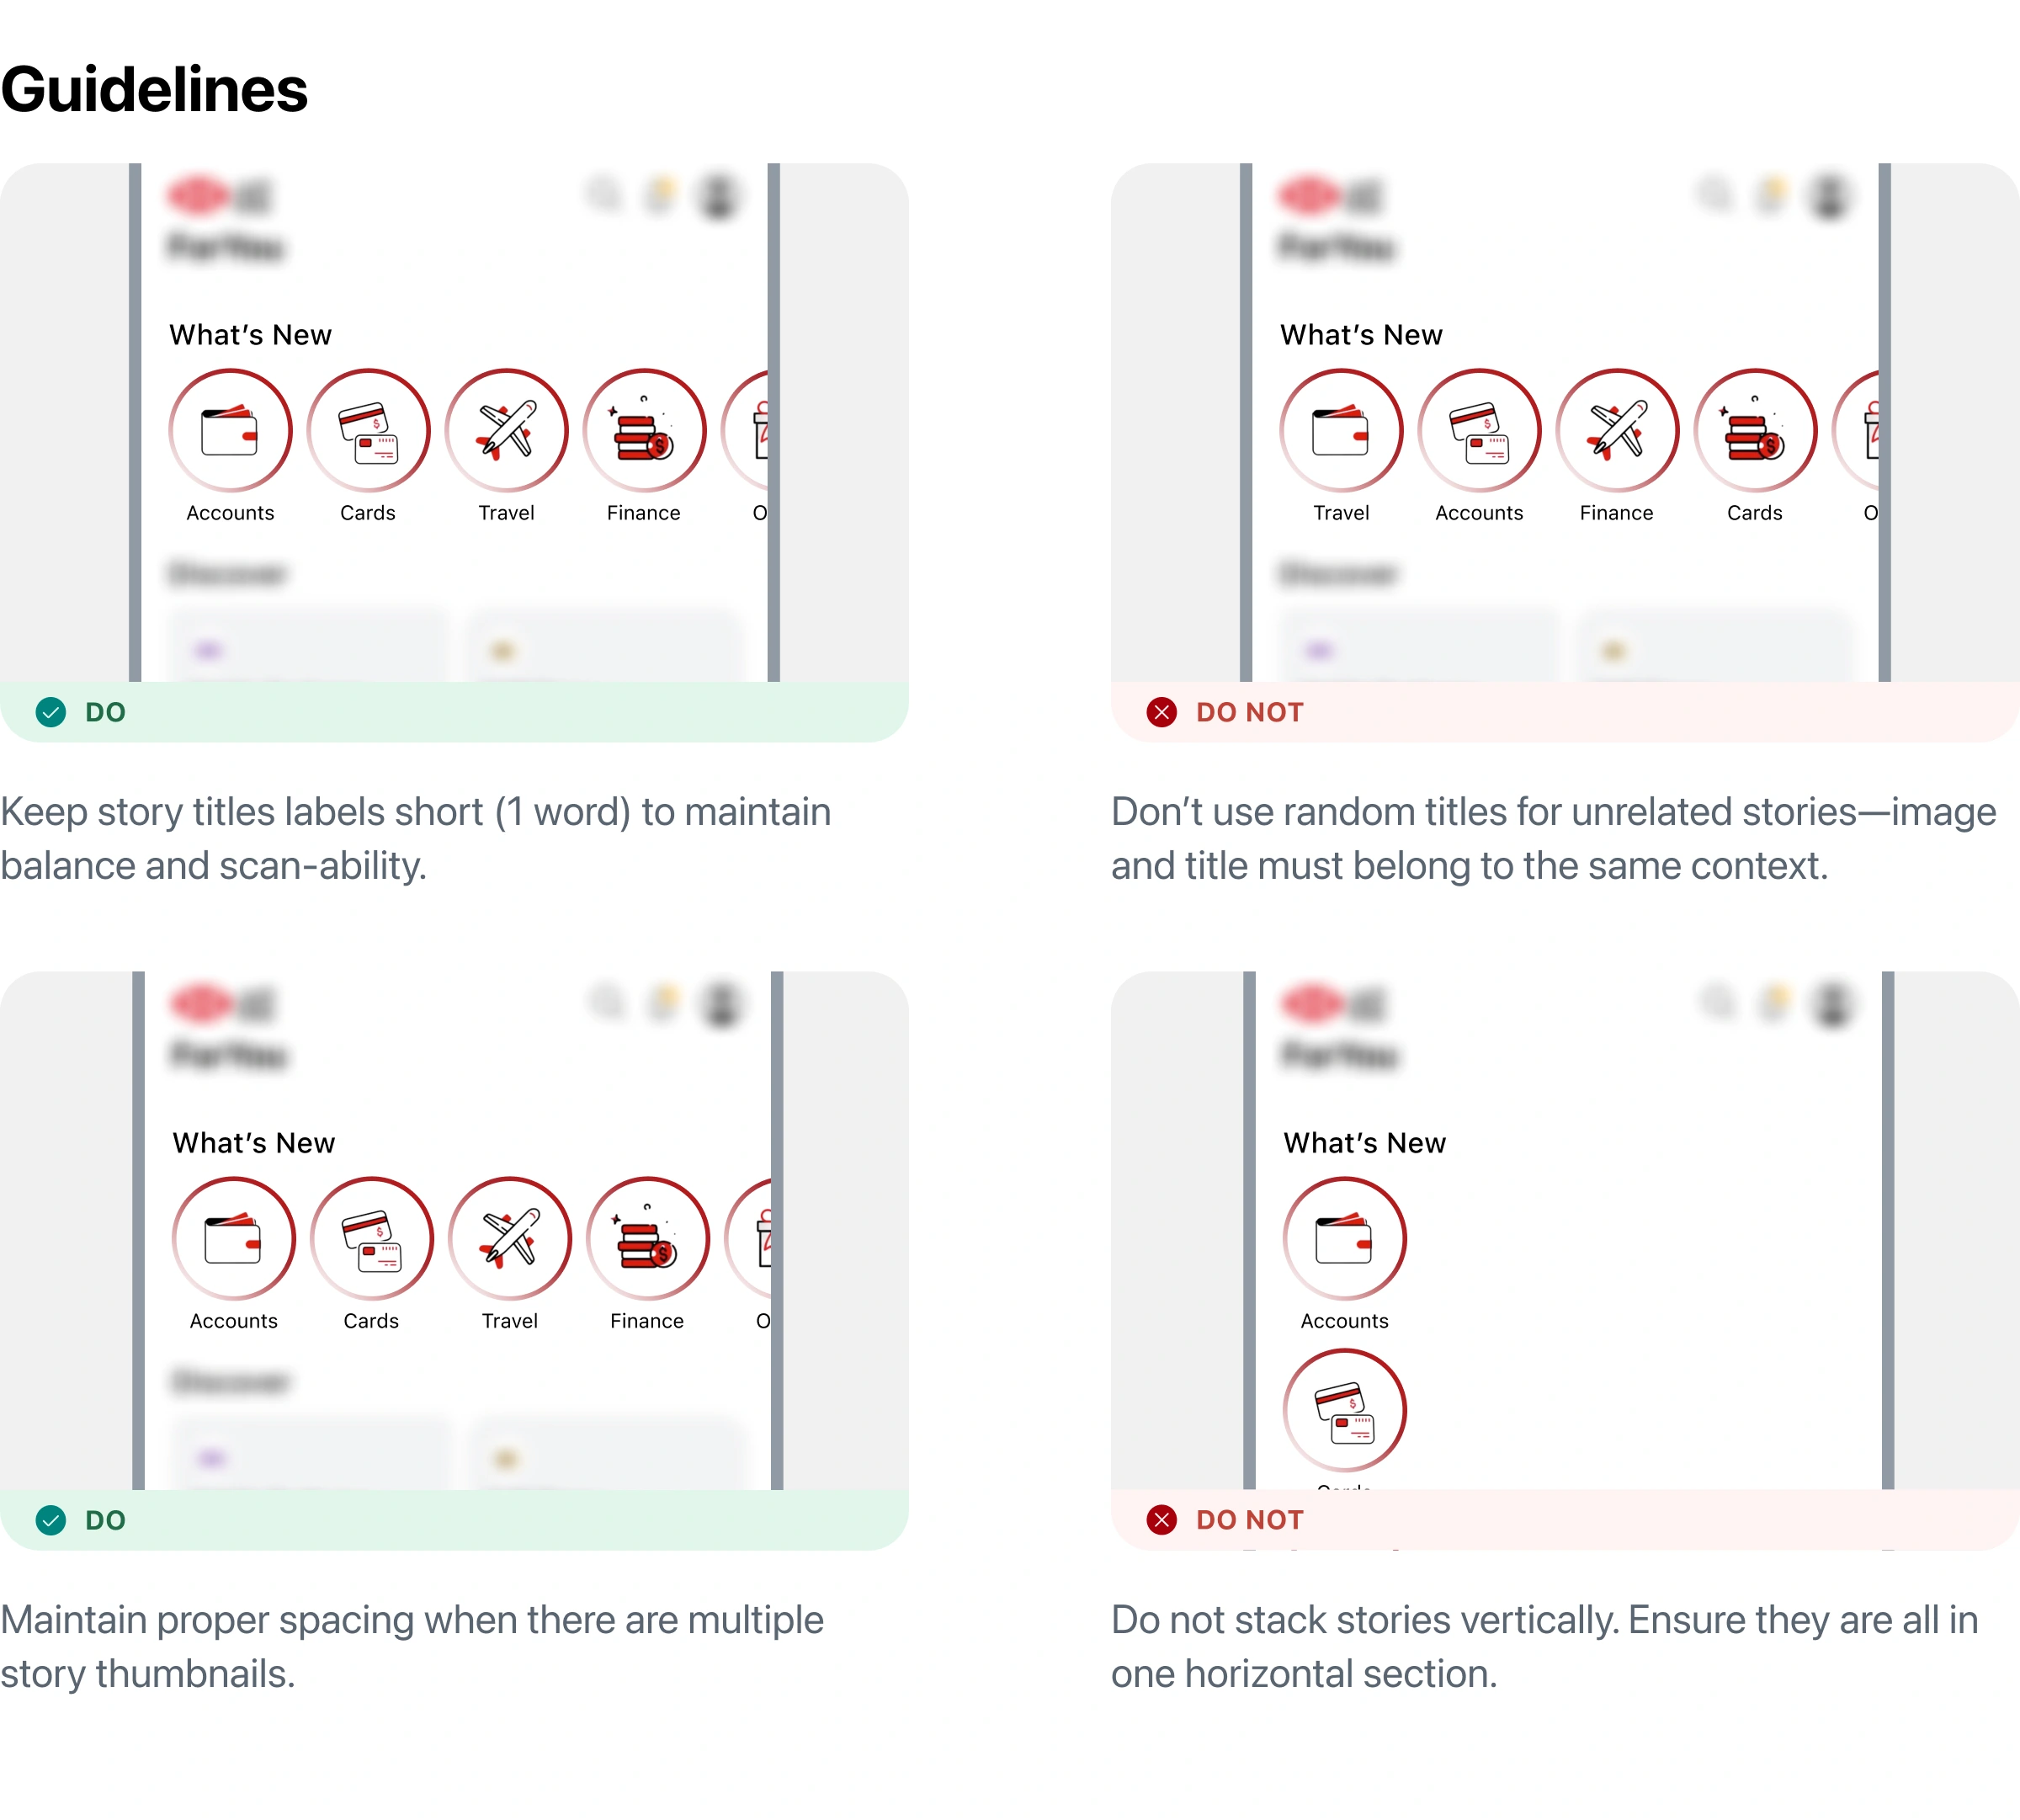 Guidelines
What's New
Accounts Cards Travel Finance O
DO
Keep story titles labels short (1 word) to maintain
balance and scan-ability.
What's New
Travel Accounts Finance Cards O
DO NOT
Don't use random titles for unrelated stories—image
and title must belong to the same context.
What's New
Accounts Cards Travel Finance O
DO
Maintain proper spacing when there are multiple
story thumbnails.
What's New
Accounts
DO NOT
Do not stack stories vertically. Ensure they are all in
one horizontal section.